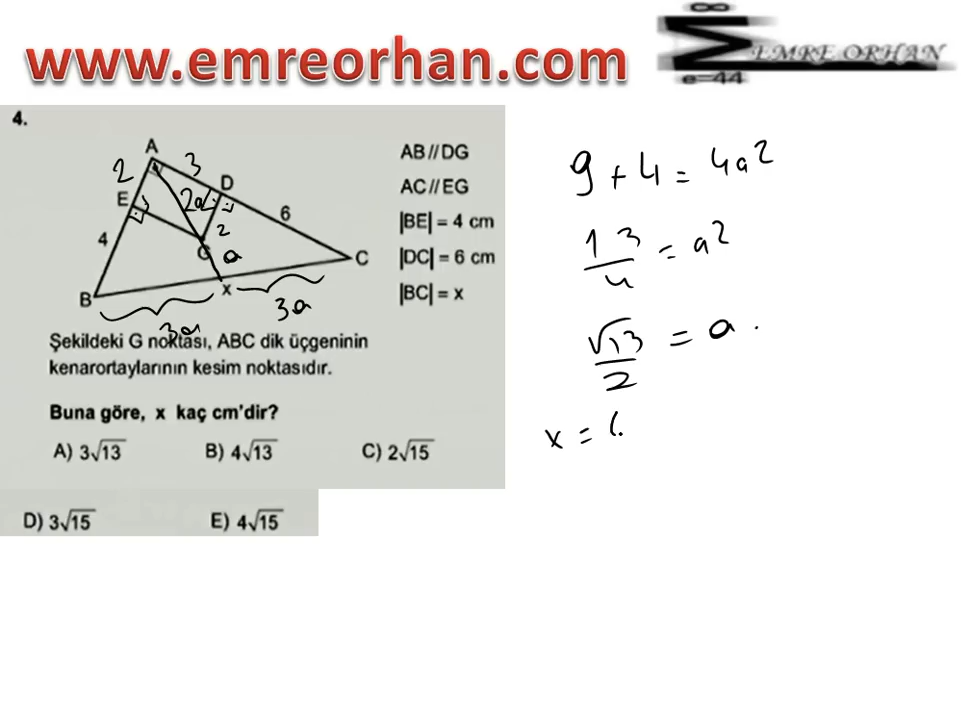 ∞
www.emreorhan.com
Σ EMRE ORHAN
e=44
4.
A
2
3
D
E
2a
6
2
4
G
a
C
B
x
3a
3a
AB // DG
AC // EG
|BE| = 4 cm
|DC| = 6 cm
|BC| = x
Şekildeki G noktası, ABC dik üçgeninin
kenarortaylarının kesim noktasıdır.
Buna göre, x kaç cm'dir?
A) 3√13 B) 4√13 C) 2√15
D) 3√15 E) 4√15
9 + 4 = 4a²
13/4 = a²
√13/2 = a .
x = 6.